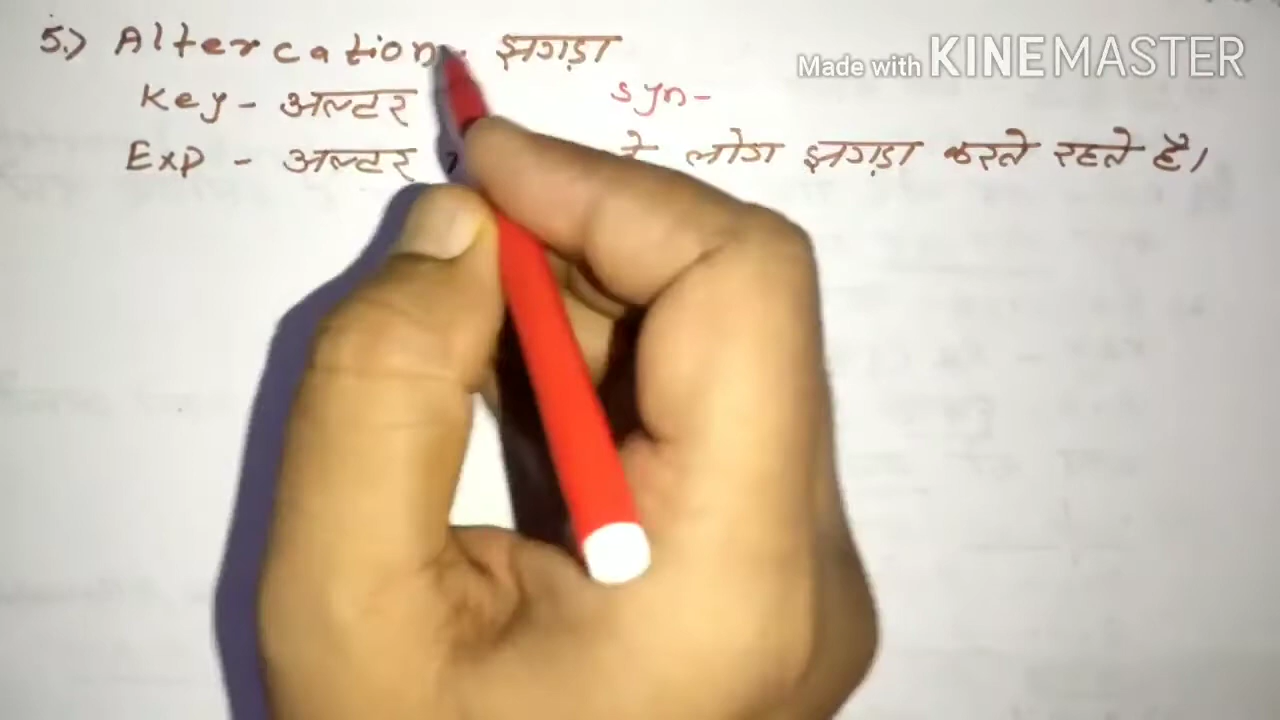 5.) Altercation - झगड़ा
Made with KINEMASTER
Key - अल्टर
syn-
Exp - अल्टर लोग झगड़ा करते रहते है।